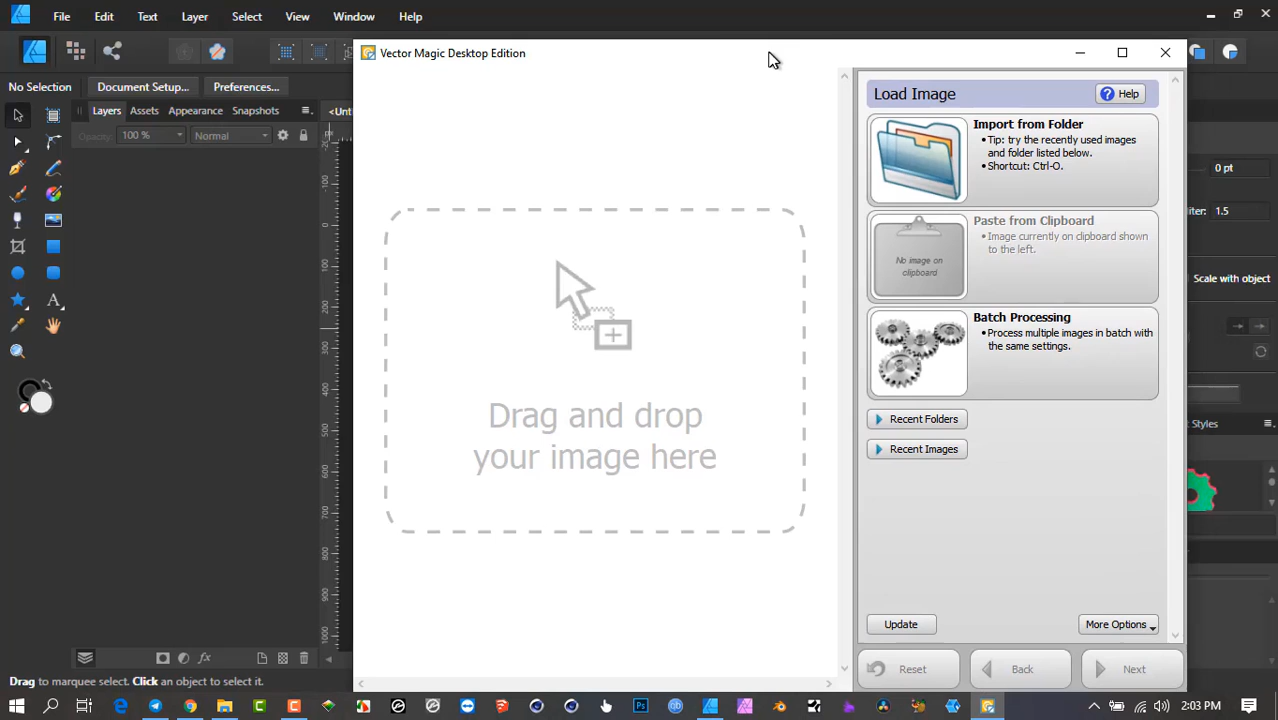 File Edit Text Layer Select View Window Help
Vector Magic Desktop Edition
No Selection Document Setup... Preferences...
Layers Assets Appearance Snapshots <Unti
Opacity: 100 % Normal
Load Image Help
Import from Folder
• Tip: try the recently used images
and folder listed below.
• Shortcut: Ctrl-O.
0 pt
Paste from Clipboard
• Image currently on clipboard shown
to the left.
No image on
clipboard
liter: 1.5
Scale with object
Batch Processing
• Process multiple images in batch with
the same settings.
Drag and drop
your image here
Recent Folders
Recent Images
Styles
Update More Options
Reset Back Next
Drag to marquee select. Click an object to select it.
2:03 PM